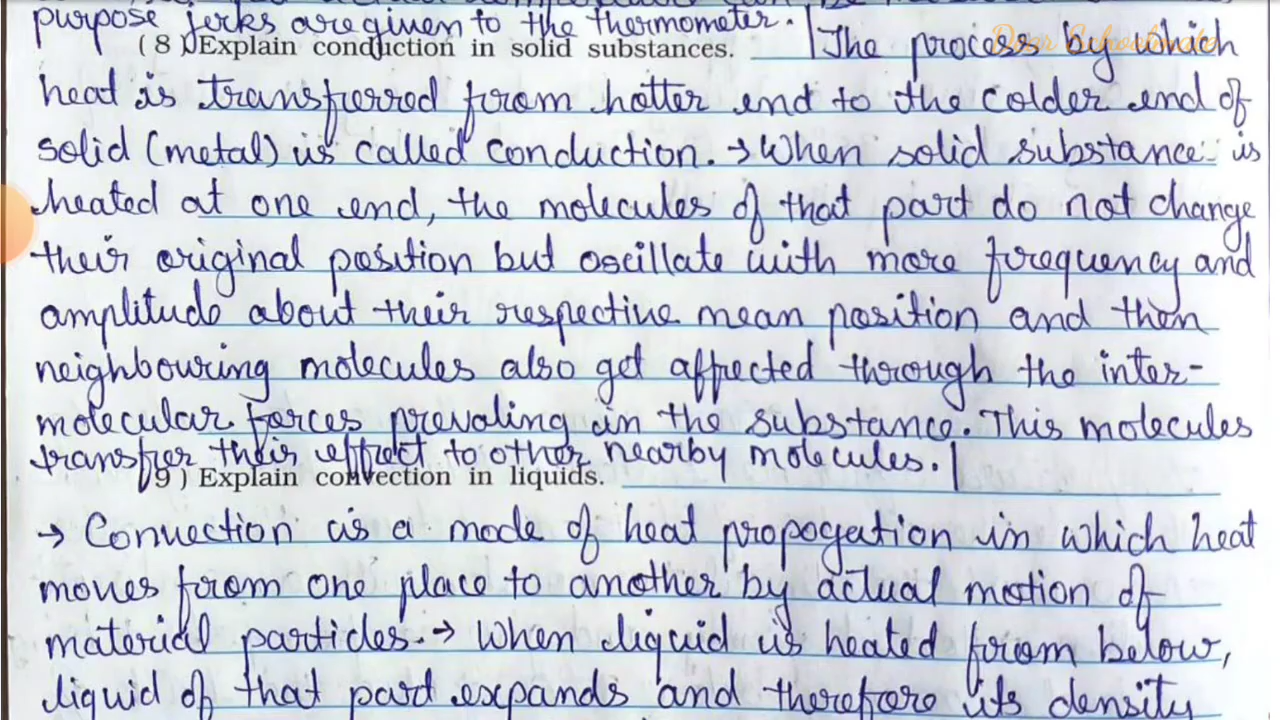 purpose jerks are given to the thermometer.
( 8 ) Explain conduction in solid substances. The process by which
heat is transferred from hotter end to the colder end of
solid (metal) is called conduction. → When solid substance is
heated at one end, the molecules of that part do not change
their original position but oscillate with more frequency and
amplitude about their respective mean position and then
neighbouring molecules also get affected through the inter-
molecular forces prevaling in the substance. This molecules
transfer their effect to other nearby molecules.
( 9 ) Explain convection in liquids.
→ Convection is a mode of heat propogation in which heat
moves from one place to another by actual motion of
material particles. → When liquid is heated from below,
liquid of that part expands and therefore its density